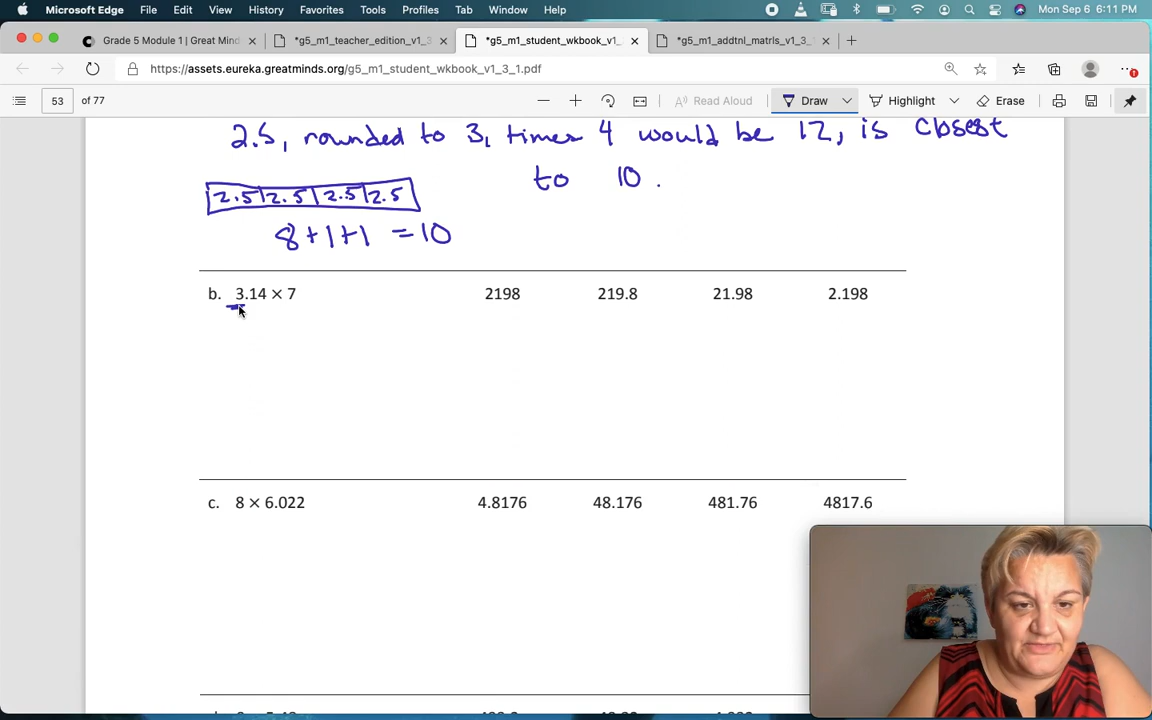 Microsoft Edge File Edit View History Favorites Tools Profiles Tab Window Help Mon Sep 6 6:11 PM
Grade 5 Module 1 | Great Mind *g5_m1_teacher_edition_v1_3 *g5_m1_student_wkbook_v1_ *g5_m1_addtnl_matrls_v1_3_1
https://assets.eureka.greatminds.org/g5_m1_student_wkbook_v1_3_1.pdf
53 of 77 Read Aloud Draw Highlight Erase
2.5, rounded to 3, times 4 would be 12, is closest
to 10.
2.5 2.5 2.5 2.5
8+1+1 = 10
b. 3.14 × 7 2198 219.8 21.98 2.198
c. 8 × 6.022 4.8176 48.176 481.76 4817.6